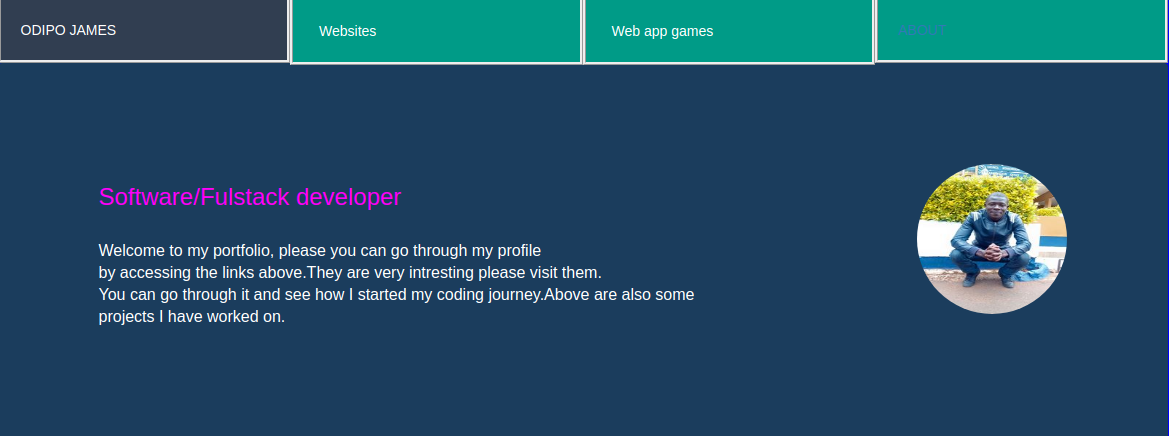 ODIPO JAMES
Websites
Web app games
ABOUT
Software/Fulstack developer
Welcome to my portfolio, please you can go through my profile
by accessing the links above.They are very intresting please visit them.
You can go through it and see how I started my coding journey.Above are also some
projects I have worked on.